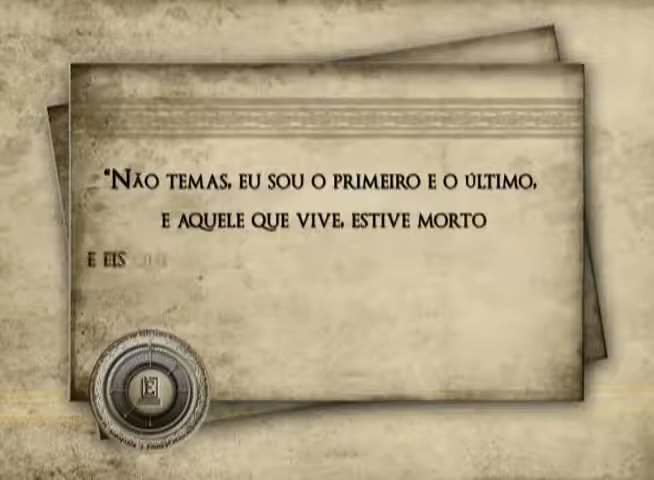 “Não temas, eu sou o primeiro e o último,
e aquele que vive, estive morto
e eis